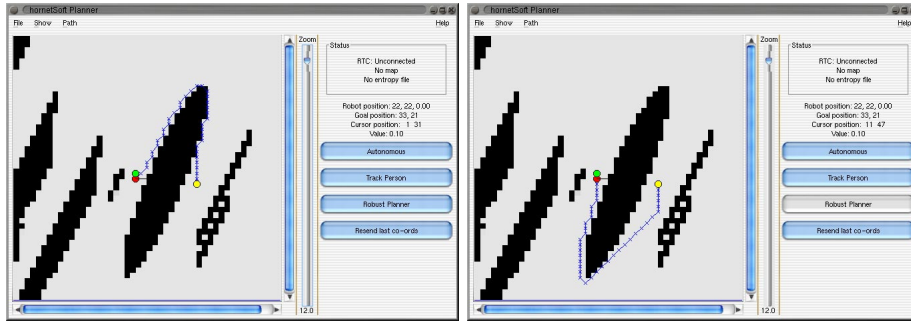 hornetSoft Planner
File Show Path Help
Zoom
Status
RTC: Unconnected
No map
No entropy file
Robot position: 22, 22, 0.00
Goal position: 33, 21
Cursor position: 1 31
Value: 0.10
Autonomous
Track Person
Robust Planner
Resend last co-ords
12.0
hornetSoft Planner
File Show Path Help
Zoom
Status
RTC: Unconnected
No map
No entropy file
Robot position: 22, 22, 0.00
Goal position: 33, 21
Cursor position: 11 47
Value: 0.10
Autonomous
Track Person
Robust Planner
Resend last co-ords
12.0